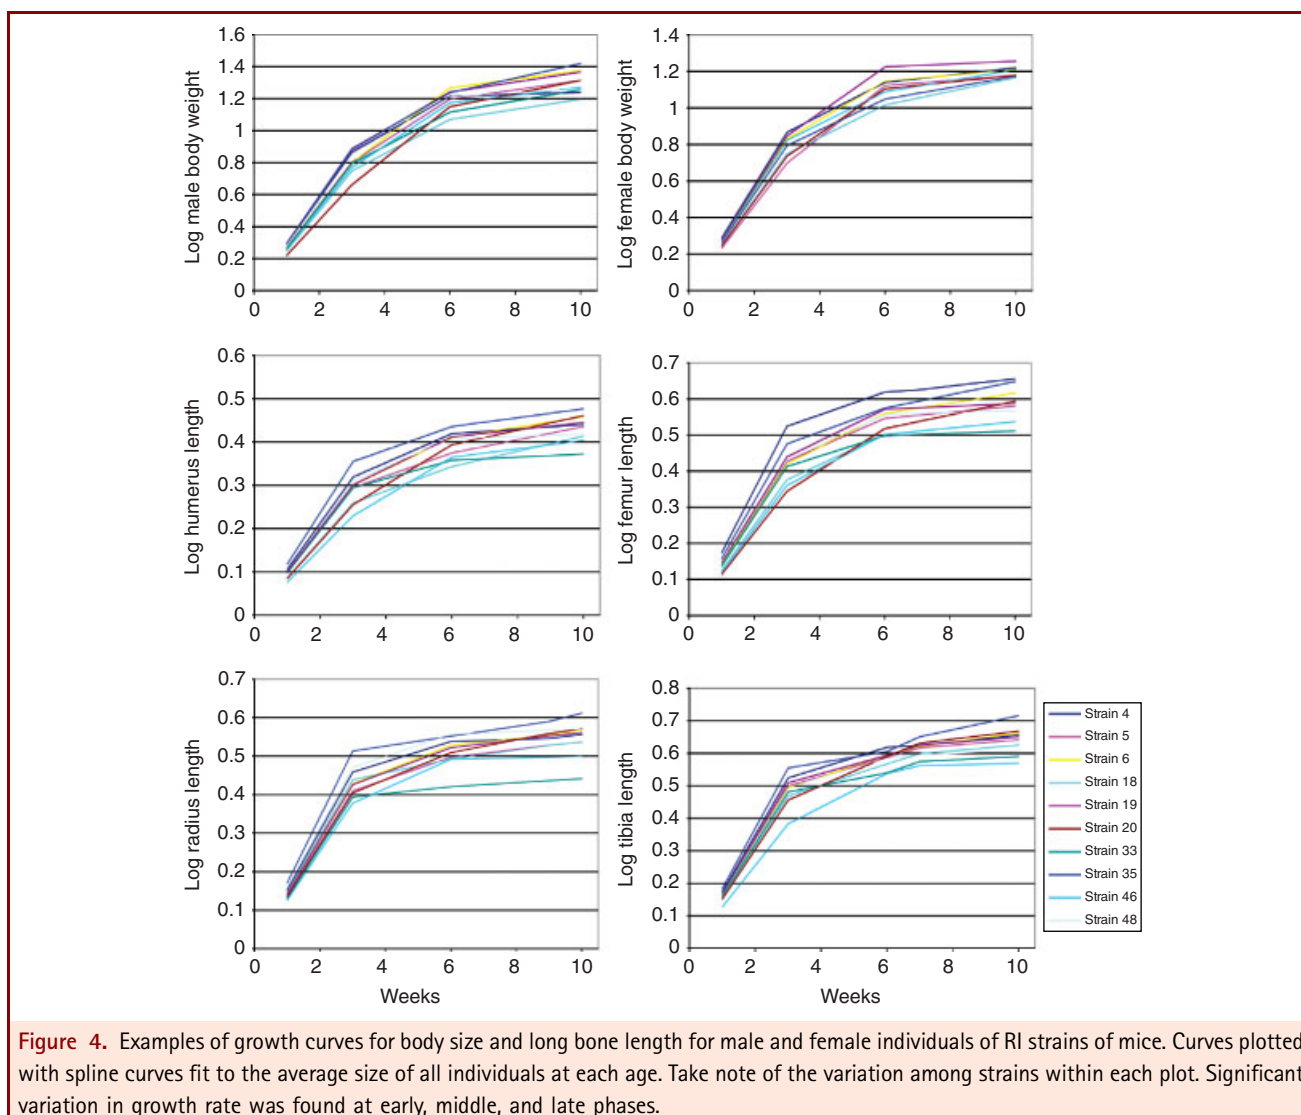 1.6
1.4
1.2
1
0.8
0.6
0.4
0.2
0
0 2 4 6 8 10
Log male body weight
1.4
1.2
1
0.8
0.6
0.4
0.2
0
0 2 4 6 8 10
Log female body weight
0.6
0.5
0.4
0.3
0.2
0.1
0
0 2 4 6 8 10
Log humerus length
0.7
0.6
0.5
0.4
0.3
0.2
0.1
0
0 2 4 6 8 10
Log femur length
0.7
0.6
0.5
0.4
0.3
0.2
0.1
0
0 2 4 6 8 10
Log radius length
Weeks
0.8
0.7
0.6
0.5
0.4
0.3
0.2
0.1
0
0 2 4 6 8 10
Log tibia length
Weeks
Strain 4
Strain 5
Strain 6
Strain 18
Strain 19
Strain 20
Strain 33
Strain 35
Strain 46
Strain 48
Figure 4. Examples of growth curves for body size and long bone length for male and female individuals of RI strains of mice. Curves plotted
with spline curves fit to the average size of all individuals at each age. Take note of the variation among strains within each plot. Significant
variation in growth rate was found at early, middle, and late phases.